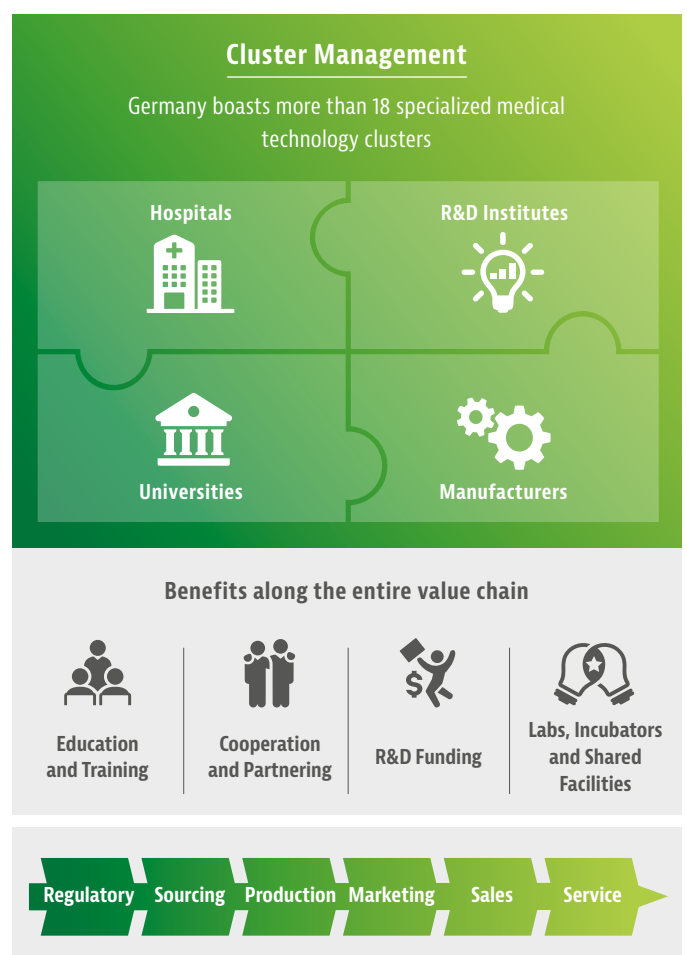 Cluster Management
Germany boasts more than 18 specialized medical
technology clusters
Hospitals
R&D Institutes
Universities
Manufacturers
Benefits along the entire value chain
Education
and Training
Cooperation
and Partnering
R&D Funding
Labs, Incubators
and Shared
Facilities
Regulatory Sourcing Production Marketing Sales Service